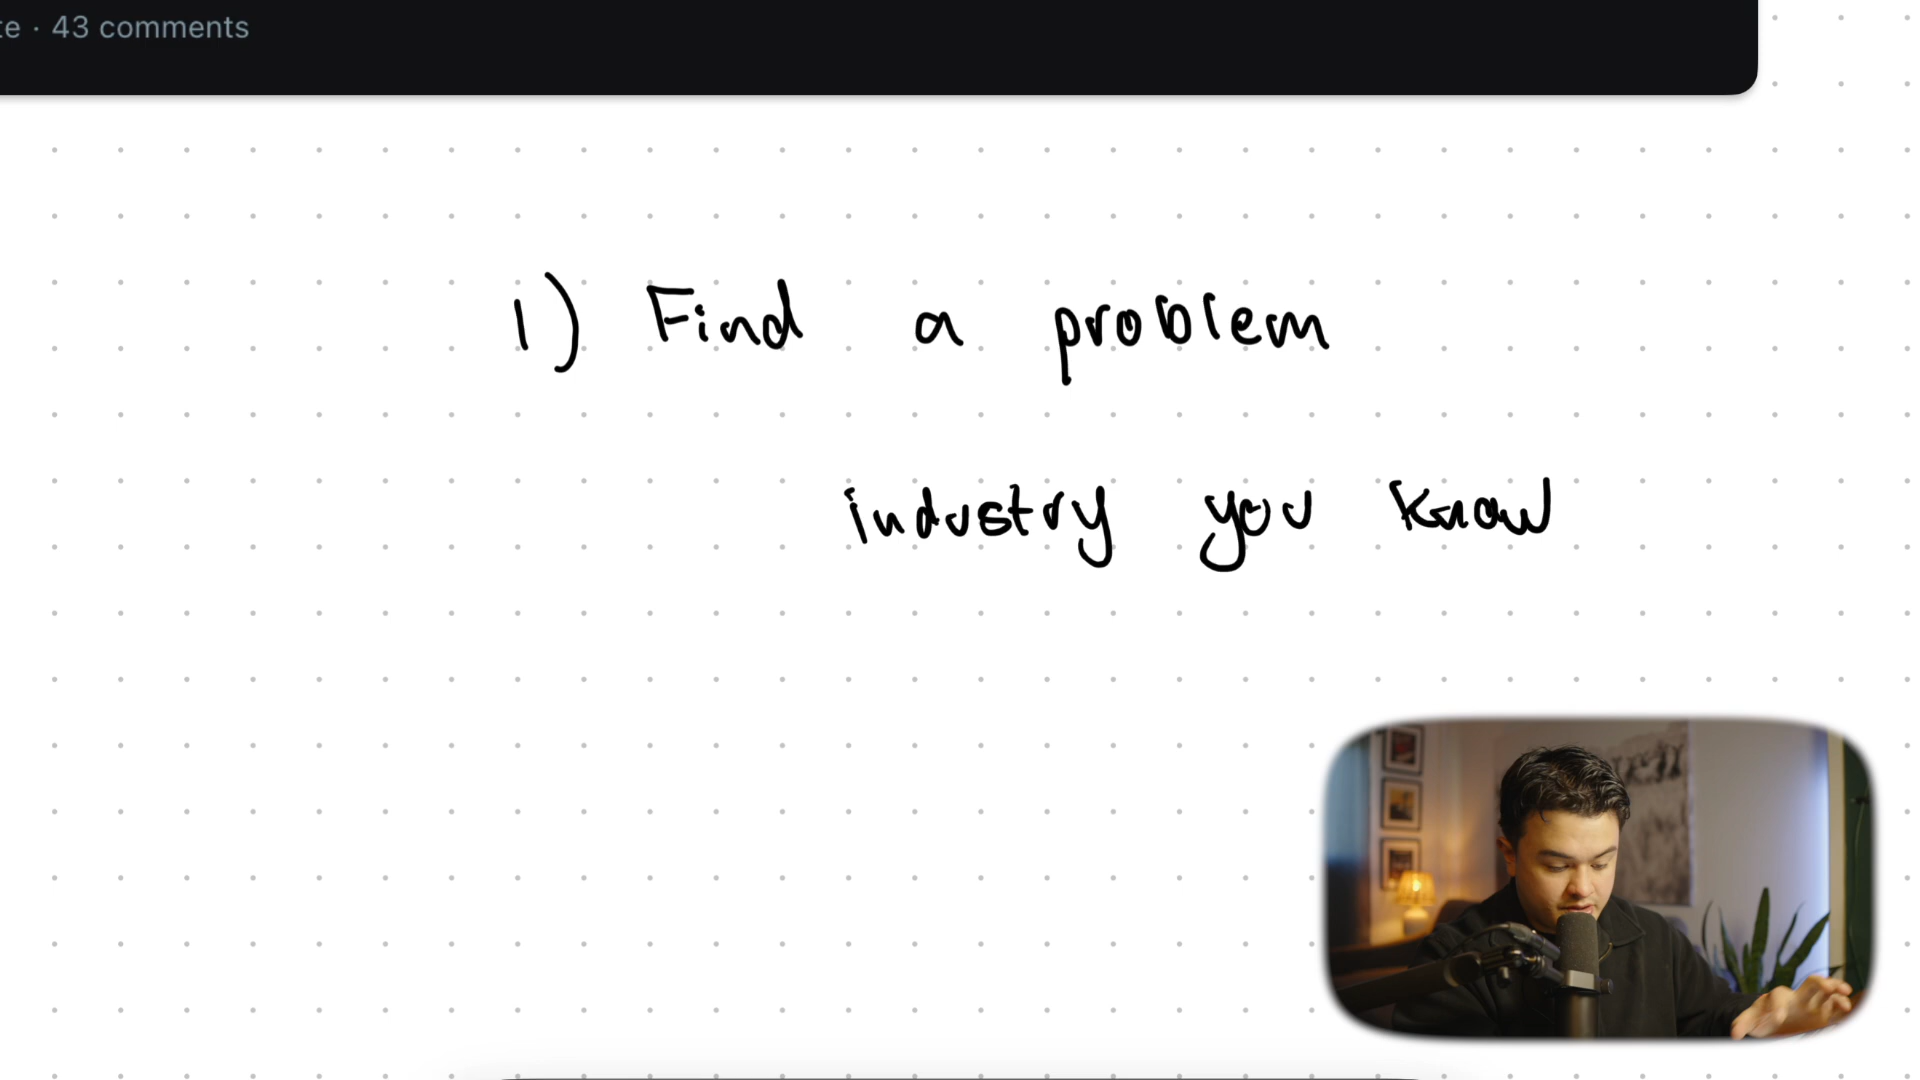 · 43 comments
1) Find a problem
industry you know